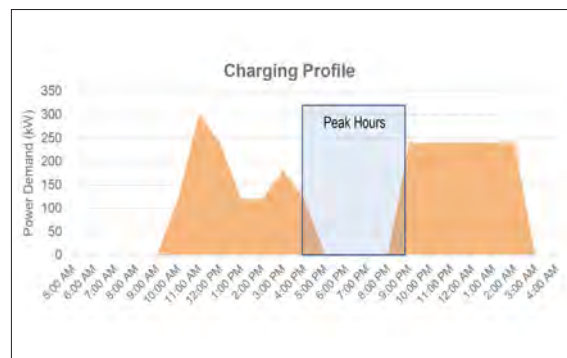 Charging Profile
Power Demand (kW)
350
300
250
200
150
100
50
0
Peak Hours
5:00 AM
6:00 AM
7:00 AM
8:00 AM
9:00 AM
10:00 AM
11:00 AM
12:00 PM
1:00 PM
2:00 PM
3:00 PM
4:00 PM
5:00 PM
6:00 PM
7:00 PM
8:00 PM
9:00 PM
10:00 PM
11:00 PM
12:00 AM
1:00 AM
2:00 AM
3:00 AM
4:00 AM